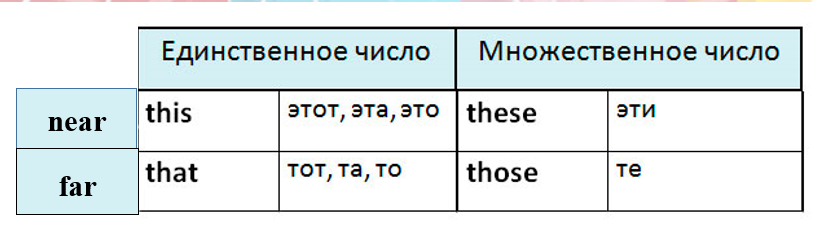 Единственное число Множественное число
near this этот, эта, это these эти
far that тот, та, то those те